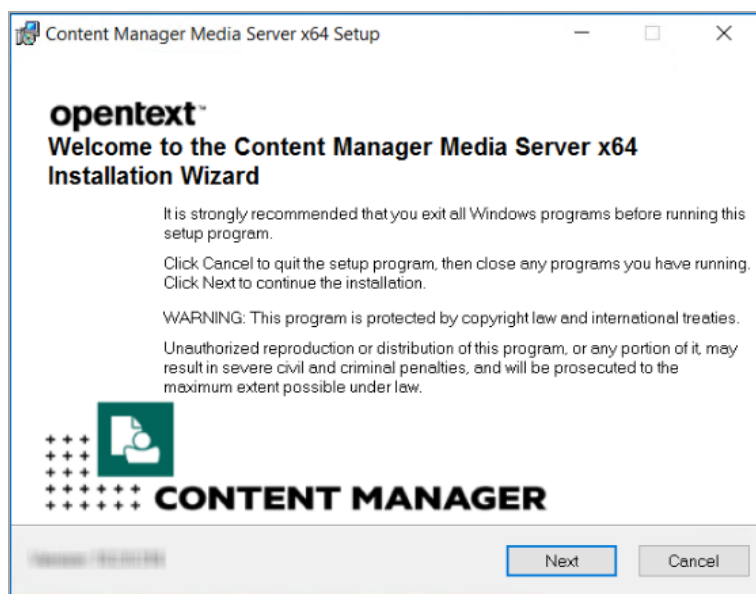 Content Manager Media Server x64 Setup
opentext™
Welcome to the Content Manager Media Server x64
Installation Wizard
It is strongly recommended that you exit all Windows programs before running this
setup program.
Click Cancel to quit the setup program, then close any programs you have running.
Click Next to continue the installation.
WARNING: This program is protected by copyright law and international treaties.
Unauthorized reproduction or distribution of this program, or any portion of it, may
result in severe civil and criminal penalties, and will be prosecuted to the
maximum extent possible under law.
CONTENT MANAGER
Next
Cancel